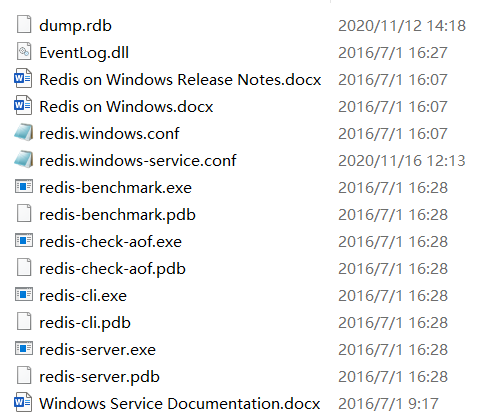 dump.rdb 2020/11/12 14:18
EventLog.dll 2016/7/1 16:27
Redis on Windows Release Notes.docx 2016/7/1 16:07
Redis on Windows.docx 2016/7/1 16:07
redis.windows.conf 2016/7/1 16:07
redis.windows-service.conf 2020/11/16 12:13
redis-benchmark.exe 2016/7/1 16:28
redis-benchmark.pdb 2016/7/1 16:28
redis-check-aof.exe 2016/7/1 16:28
redis-check-aof.pdb 2016/7/1 16:28
redis-cli.exe 2016/7/1 16:28
redis-cli.pdb 2016/7/1 16:28
redis-server.exe 2016/7/1 16:28
redis-server.pdb 2016/7/1 16:28
Windows Service Documentation.docx 2016/7/1 9:17